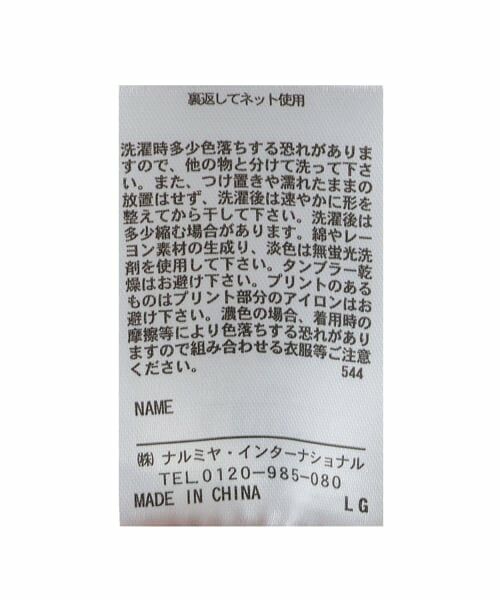 裏返してネット使用
洗濯時多少色落ちする恐れがありま
すので、他の物と分けて洗って下さ
い。また、つけ置きや濡れたままの
放置はせず、洗濯後は速やかに形を
整えてから干して下さい。洗濯後は
多少縮む場合があります。綿やレー
ヨン素材の生成り、淡色は無蛍光洗
剤を使用して下さい。タンブラー乾
燥はお避け下さい。プリントのある
ものはプリント部分のアイロンはお
避け下さい。濃色の場合、着用時の
摩擦等により色落ちする恐れがあり
ますので組み合わせる衣服等ご注意
ください。 544
NAME
㈱ ナルミヤ・インターナショナル
TEL.0120-985-080
MADE IN CHINA LG